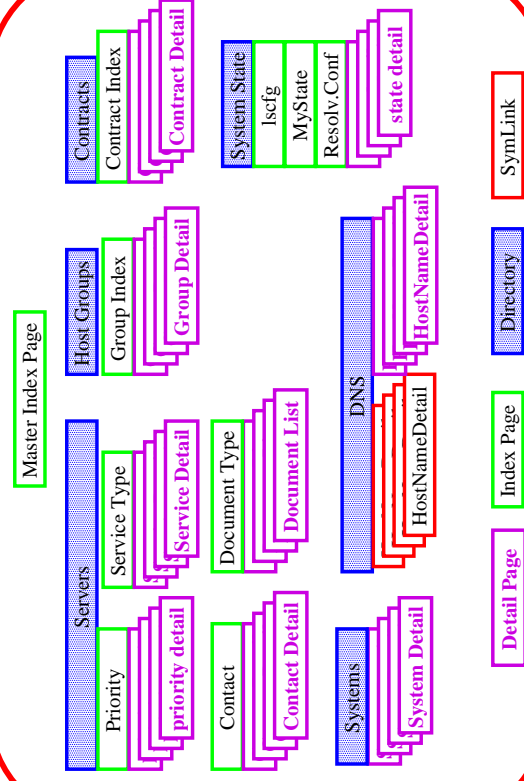 Master Index Page
Servers
Priority
priority detail
Service Type
Service Detail
Contact
Contact Detail
Document Type
Document List
Host Groups
Group Index
Group Detail
Contracts
Contract Index
Contract Detail
Systems
System Detail
DNS
HostNameDetail
HostNameDetail
System State
lscfg
MyState
Resolv.Conf
state detail
Detail Page
Index Page
Directory
SymLink